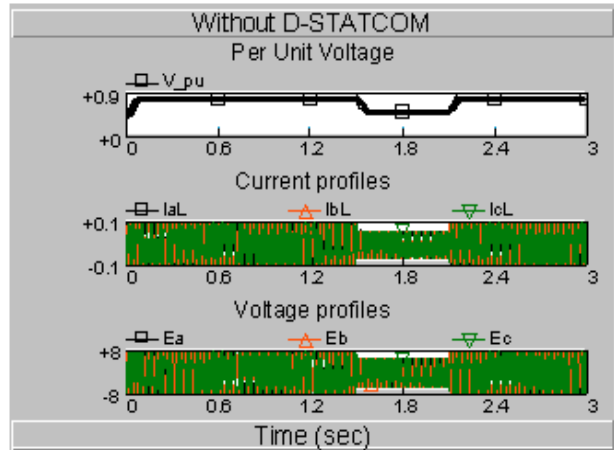 Without D-STATCOM
Per Unit Voltage
V_pu
+0.9
+0
0 0.6 1.2 1.8 2.4 3
Current profiles
IaL IbL IcL
+0.1
-0.1
0 0.6 1.2 1.8 2.4 3
Voltage profiles
Ea Eb Ec
+8
-8
0 0.6 1.2 1.8 2.4 3
Time (sec)